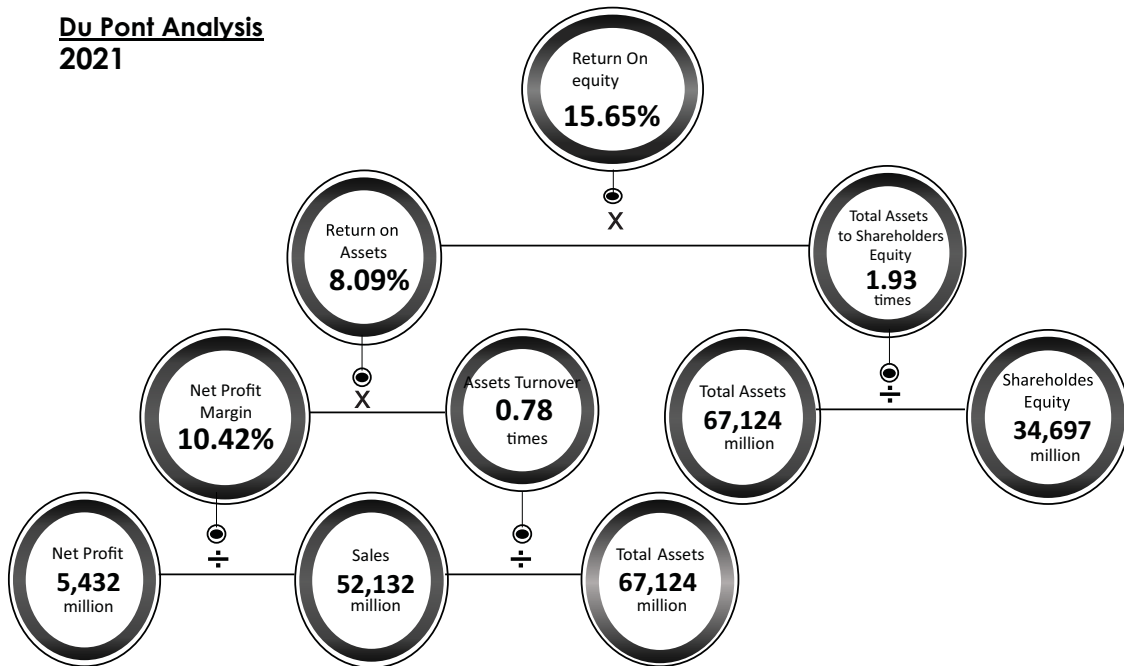 Du Pont Analysis
2021
Return On
equity
15.65%
X
Return on
Assets
8.09%
Total Assets
to Shareholders
Equity
1.93
times
X
÷
Net Profit
Margin
10.42%
Assets Turnover
0.78
times
Total Assets
67,124
million
Shareholdes
Equity
34,697
million
÷
÷
Net Profit
5,432
million
Sales
52,132
million
Total Assets
67,124
million